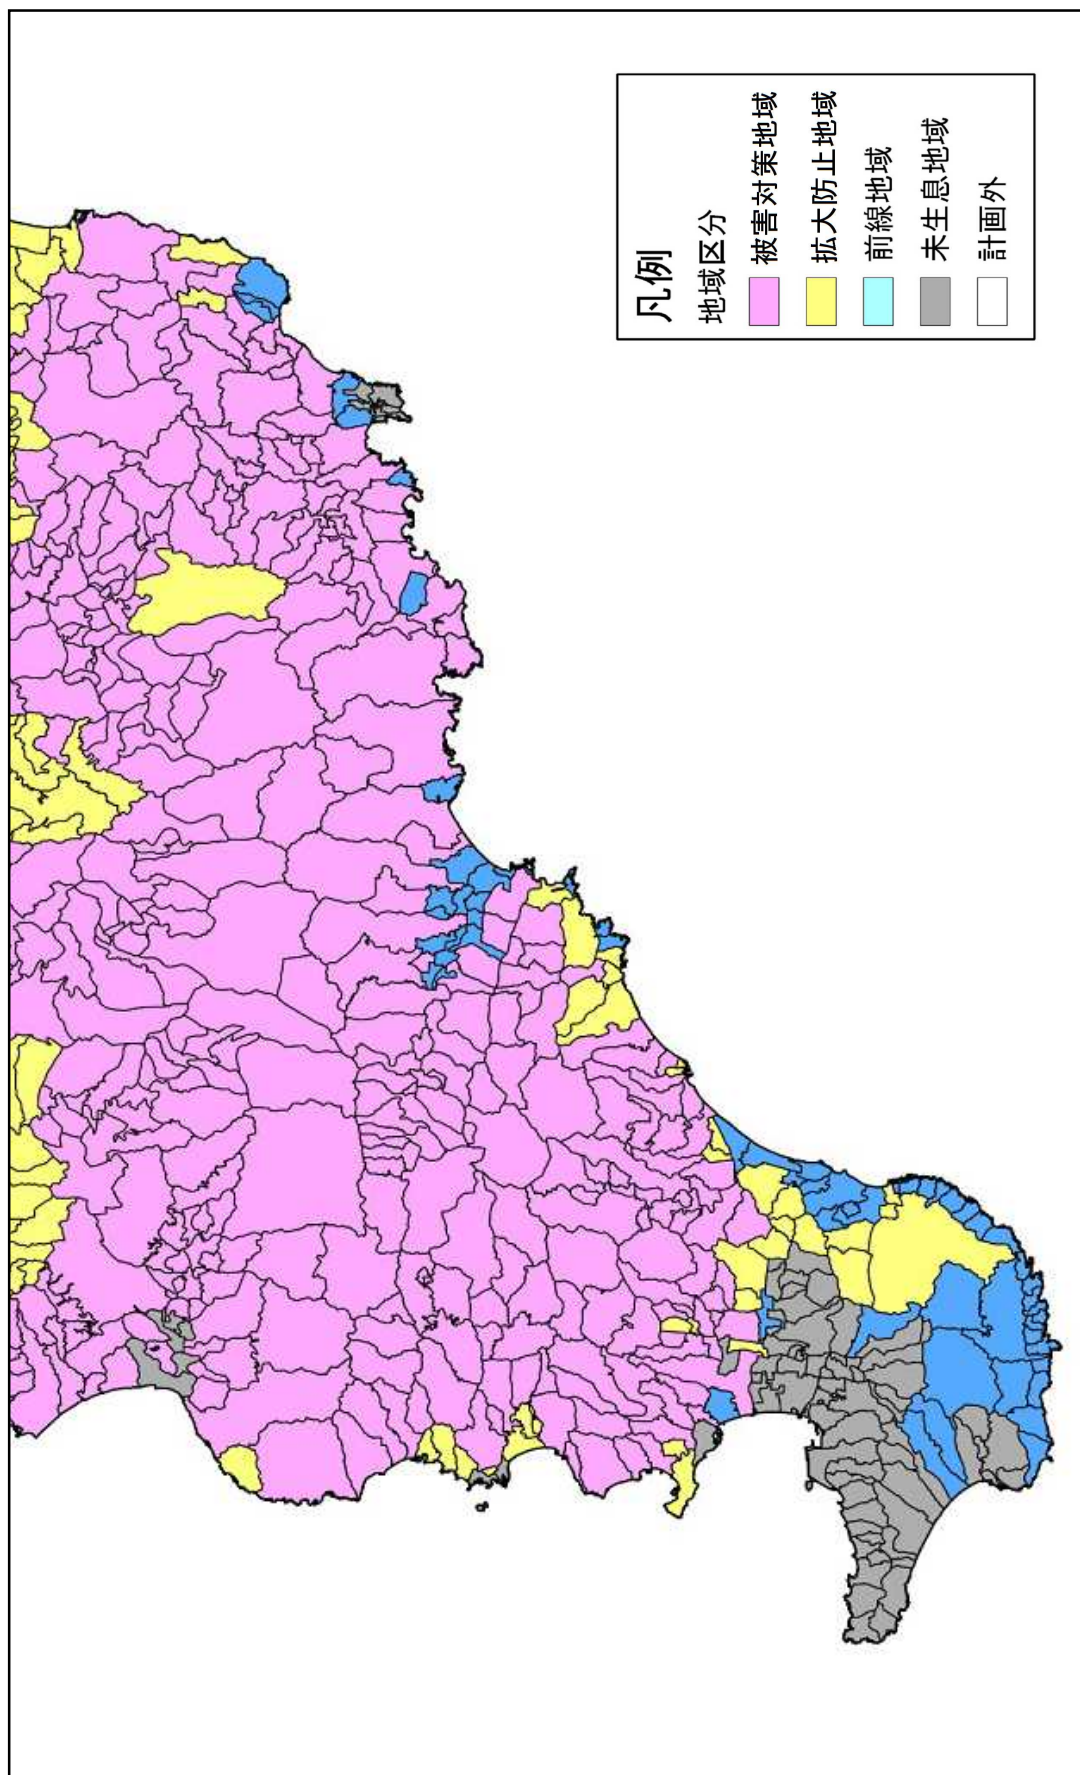 凡例
地域区分
被害対策地域
拡大防止地域
前線地域
未生息地域
計画外